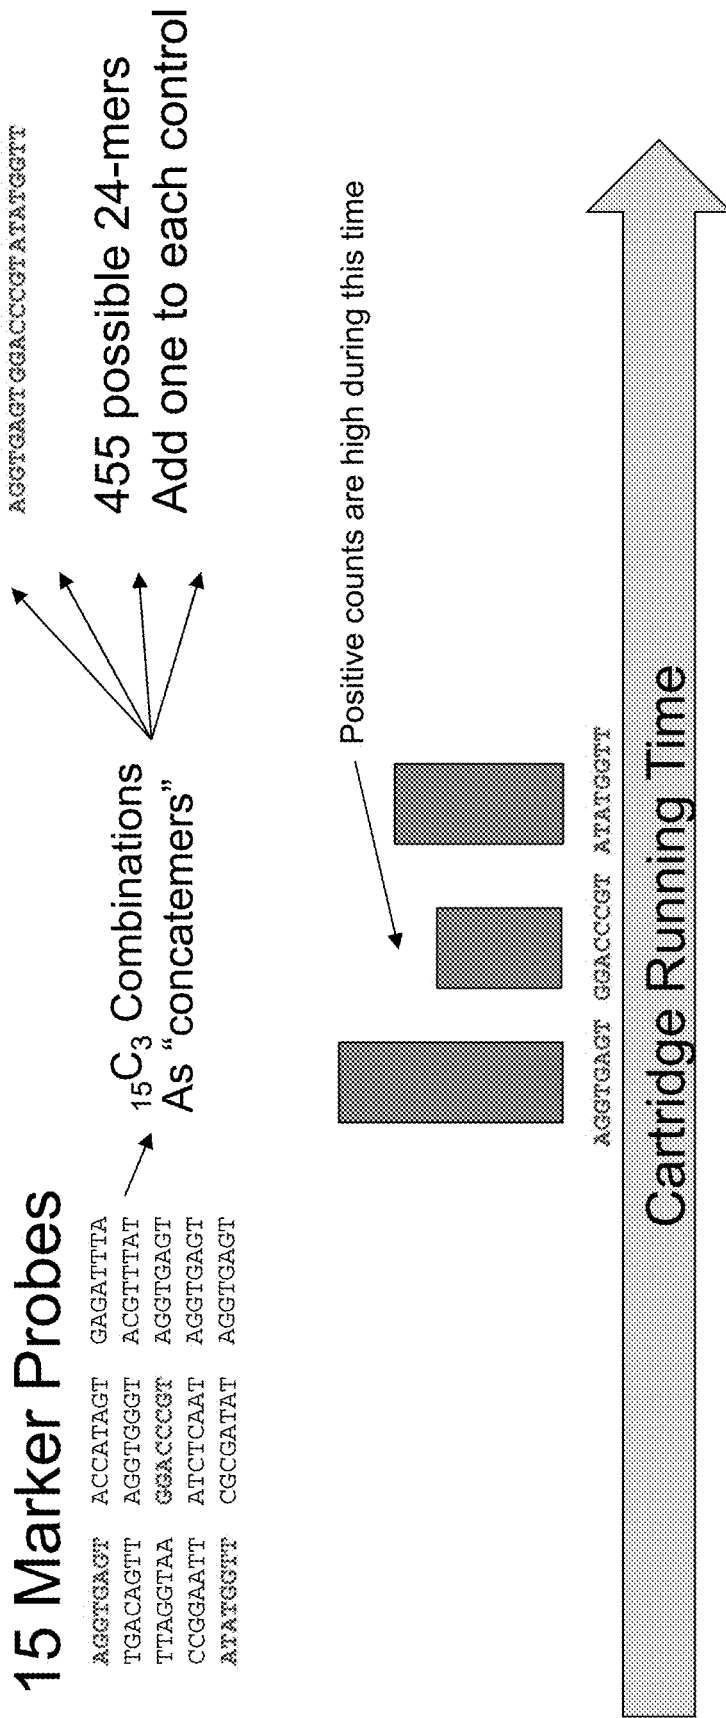 15 Marker Probes
AGGTGAGT ACCATAGT GAGATTTA
TGACAGTT AGGTGGGT ACGTTTAT
TTAGGTAA GGACCCGT AGGTGAGT
CCGGAATT ATCTCAAT AGGTGAGT
ATATGGTT CGCGATAT AGGTGAGT
15C3 Combinations
As “concatemers”
AGGTGAGTGGACCCGTATATGGTT
455 possible 24-mers
Add one to each control
Positive counts are high during this time
AGGTGAGT GGACCCGT ATATGGTT
Cartridge Running Time